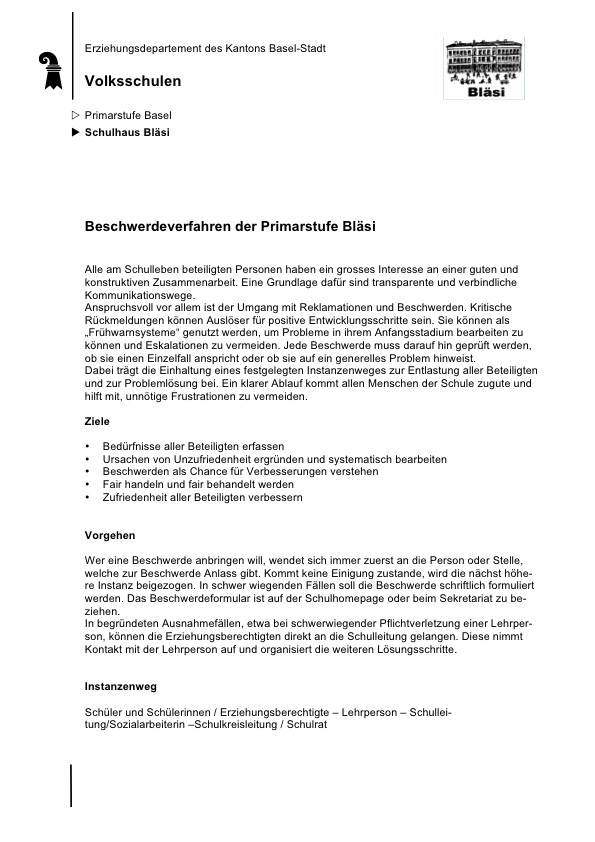 Erziehungsdepartement des Kantons Basel-Stadt
Volksschulen
Bläsi
▷ Primarstufe Basel
▶ Schulhaus Bläsi
Beschwerdeverfahren der Primarstufe Bläsi
Alle am Schulleben beteiligten Personen haben ein grosses Interesse an einer guten und
konstruktiven Zusammenarbeit. Eine Grundlage dafür sind transparente und verbindliche
Kommunikationswege.
Anspruchsvoll vor allem ist der Umgang mit Reklamationen und Beschwerden. Kritische
Rückmeldungen können Auslöser für positive Entwicklungsschritte sein. Sie können als
„Frühwarnsysteme“ genutzt werden, um Probleme in ihrem Anfangsstadium bearbeiten zu
können und Eskalationen zu vermeiden. Jede Beschwerde muss darauf hin geprüft werden,
ob sie einen Einzelfall anspricht oder ob sie auf ein generelles Problem hinweist.
Dabei trägt die Einhaltung eines festgelegten Instanzenweges zur Entlastung aller Beteiligten
und zur Problemlösung bei. Ein klarer Ablauf kommt allen Menschen der Schule zugute und
hilft mit, unnötige Frustrationen zu vermeiden.
Ziele
• Bedürfnisse aller Beteiligten erfassen
• Ursachen von Unzufriedenheit ergründen und systematisch bearbeiten
• Beschwerden als Chance für Verbesserungen verstehen
• Fair handeln und fair behandelt werden
• Zufriedenheit aller Beteiligten verbessern
Vorgehen
Wer eine Beschwerde anbringen will, wendet sich immer zuerst an die Person oder Stelle,
welche zur Beschwerde Anlass gibt. Kommt keine Einigung zustande, wird die nächst höhe-
re Instanz beigezogen. In schwer wiegenden Fällen soll die Beschwerde schriftlich formuliert
werden. Das Beschwerdeformular ist auf der Schulhomepage oder beim Sekretariat zu be-
ziehen.
In begründeten Ausnahmefällen, etwa bei schwerwiegender Pflichtverletzung einer Lehrper-
son, können die Erziehungsberechtigten direkt an die Schulleitung gelangen. Diese nimmt
Kontakt mit der Lehrperson auf und organisiert die weiteren Lösungsschritte.
Instanzenweg
Schüler und Schülerinnen / Erziehungsberechtigte – Lehrperson – Schullei-
tung/Sozialarbeiterin –Schulkreisleitung / Schulrat